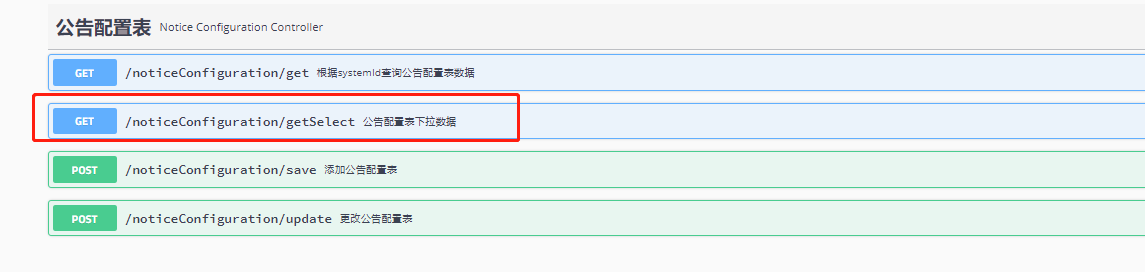 公告配置表 Notice Configuration Controller
GET /noticeConfiguration/get 根据systemId查询公告配置表数据
GET /noticeConfiguration/getSelect 公告配置表下拉数据
POST /noticeConfiguration/save 添加公告配置表
POST /noticeConfiguration/update 更改公告配置表